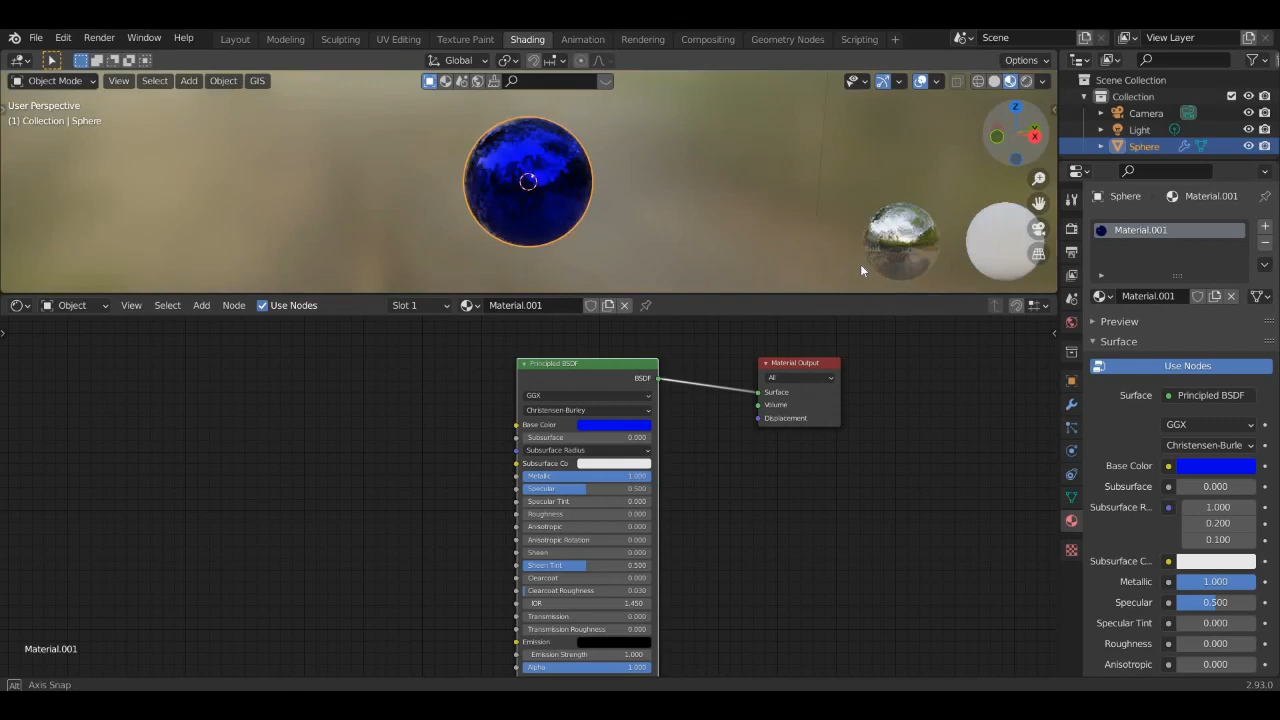 File Edit Render Window Help Layout Modeling Sculpting UV Editing Texture Paint Shading Animation Rendering Compositing Geometry Nodes Scripting + Scene View Layer
Global Options
Object Mode View Select Add Object GIS
User Perspective
(1) Collection | Sphere
Z
X
Y
Scene Collection
Collection
Camera
Light
Sphere
Sphere Material.001
Material.001
Material.001
Preview
Surface
Use Nodes
Surface Principled BSDF
GGX
Christensen-Burle
Base Color
Subsurface 0.000
Subsurface R... 1.000
0.200
0.100
Subsurface C...
Metallic 1.000
Specular 0.500
Specular Tint 0.000
Roughness 0.000
Anisotropic 0.000
Object View Select Add Node Use Nodes Slot 1 Material.001
Principled BSDF
BSDF
GGX
Christensen-Burley
Base Color
Subsurface 0.000
Subsurface Radius
Subsurface Co
Metallic 1.000
Specular 0.500
Specular Tint 0.000
Roughness 0.000
Anisotropic 0.000
Anisotropic Rotation 0.000
Sheen 0.000
Sheen Tint 0.500
Clearcoat 0.000
Clearcoat Roughness 0.030
IOR 1.450
Transmission 0.000
Transmission Roughness 0.000
Emission
Emission Strength 1.000
Alpha 1.000
Material Output
All
Surface
Volume
Displacement
Material.001
Alt Axis Snap
2.93.0